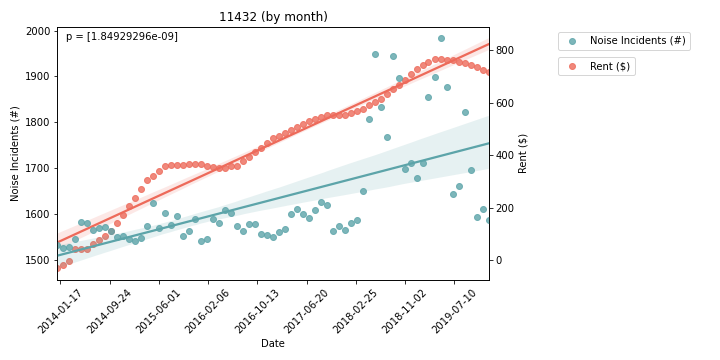 11432 (by month)
p = [1.84929296e-09]
Noise Incidents (#)
2000
1900
1800
1700
1600
1500
800
600
400
200
0
Rent ($)
2014-01-17
2014-09-24
2015-06-01
2016-02-06
2016-10-13
2017-06-20
2018-02-25
2018-11-02
2019-07-10
Date
Noise Incidents (#)
Rent ($)